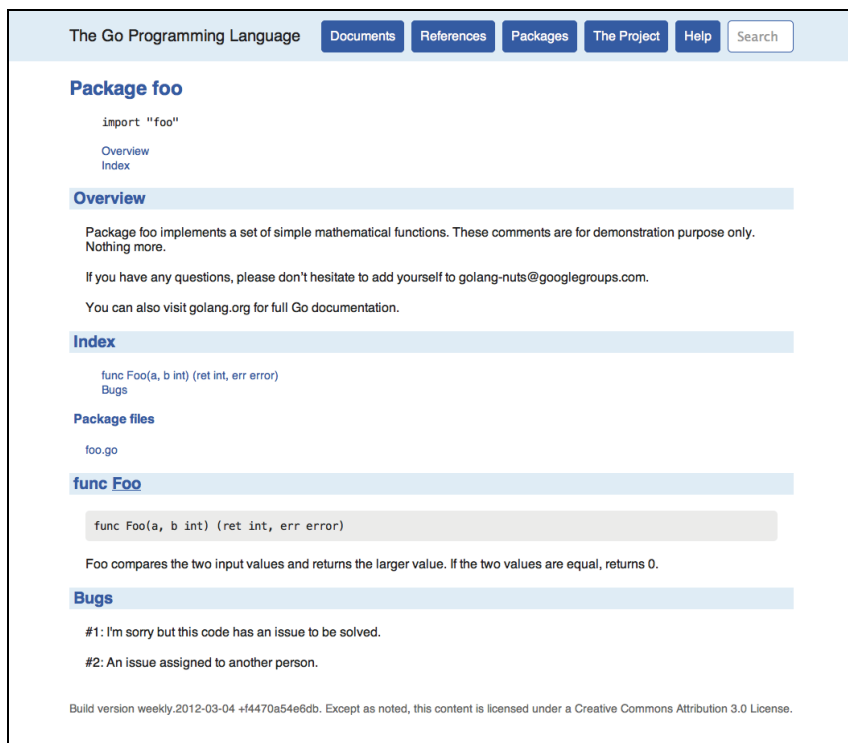 The Go Programming Language Documents References Packages The Project Help Search
Package foo
import "foo"
Overview
Index
Overview
Package foo implements a set of simple mathematical functions. These comments are for demonstration purpose only.
Nothing more.
If you have any questions, please don't hesitate to add yourself to golang-nuts@googlegroups.com.
You can also visit golang.org for full Go documentation.
Index
func Foo(a, b int) (ret int, err error)
Bugs
Package files
foo.go
func Foo
func Foo(a, b int) (ret int, err error)
Foo compares the two input values and returns the larger value. If the two values are equal, returns 0.
Bugs
#1: I'm sorry but this code has an issue to be solved.
#2: An issue assigned to another person.
Build version weekly.2012-03-04 +f4470a54e6db. Except as noted, this content is licensed under a Creative Commons Attribution 3.0 License.